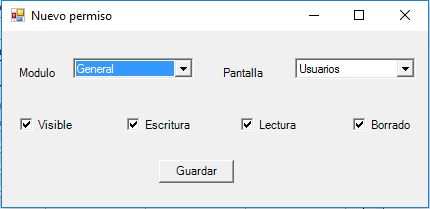 Nuevo permiso
Modulo General Pantalla Usuarios
Visible Escritura Lectura Borrado
Guardar